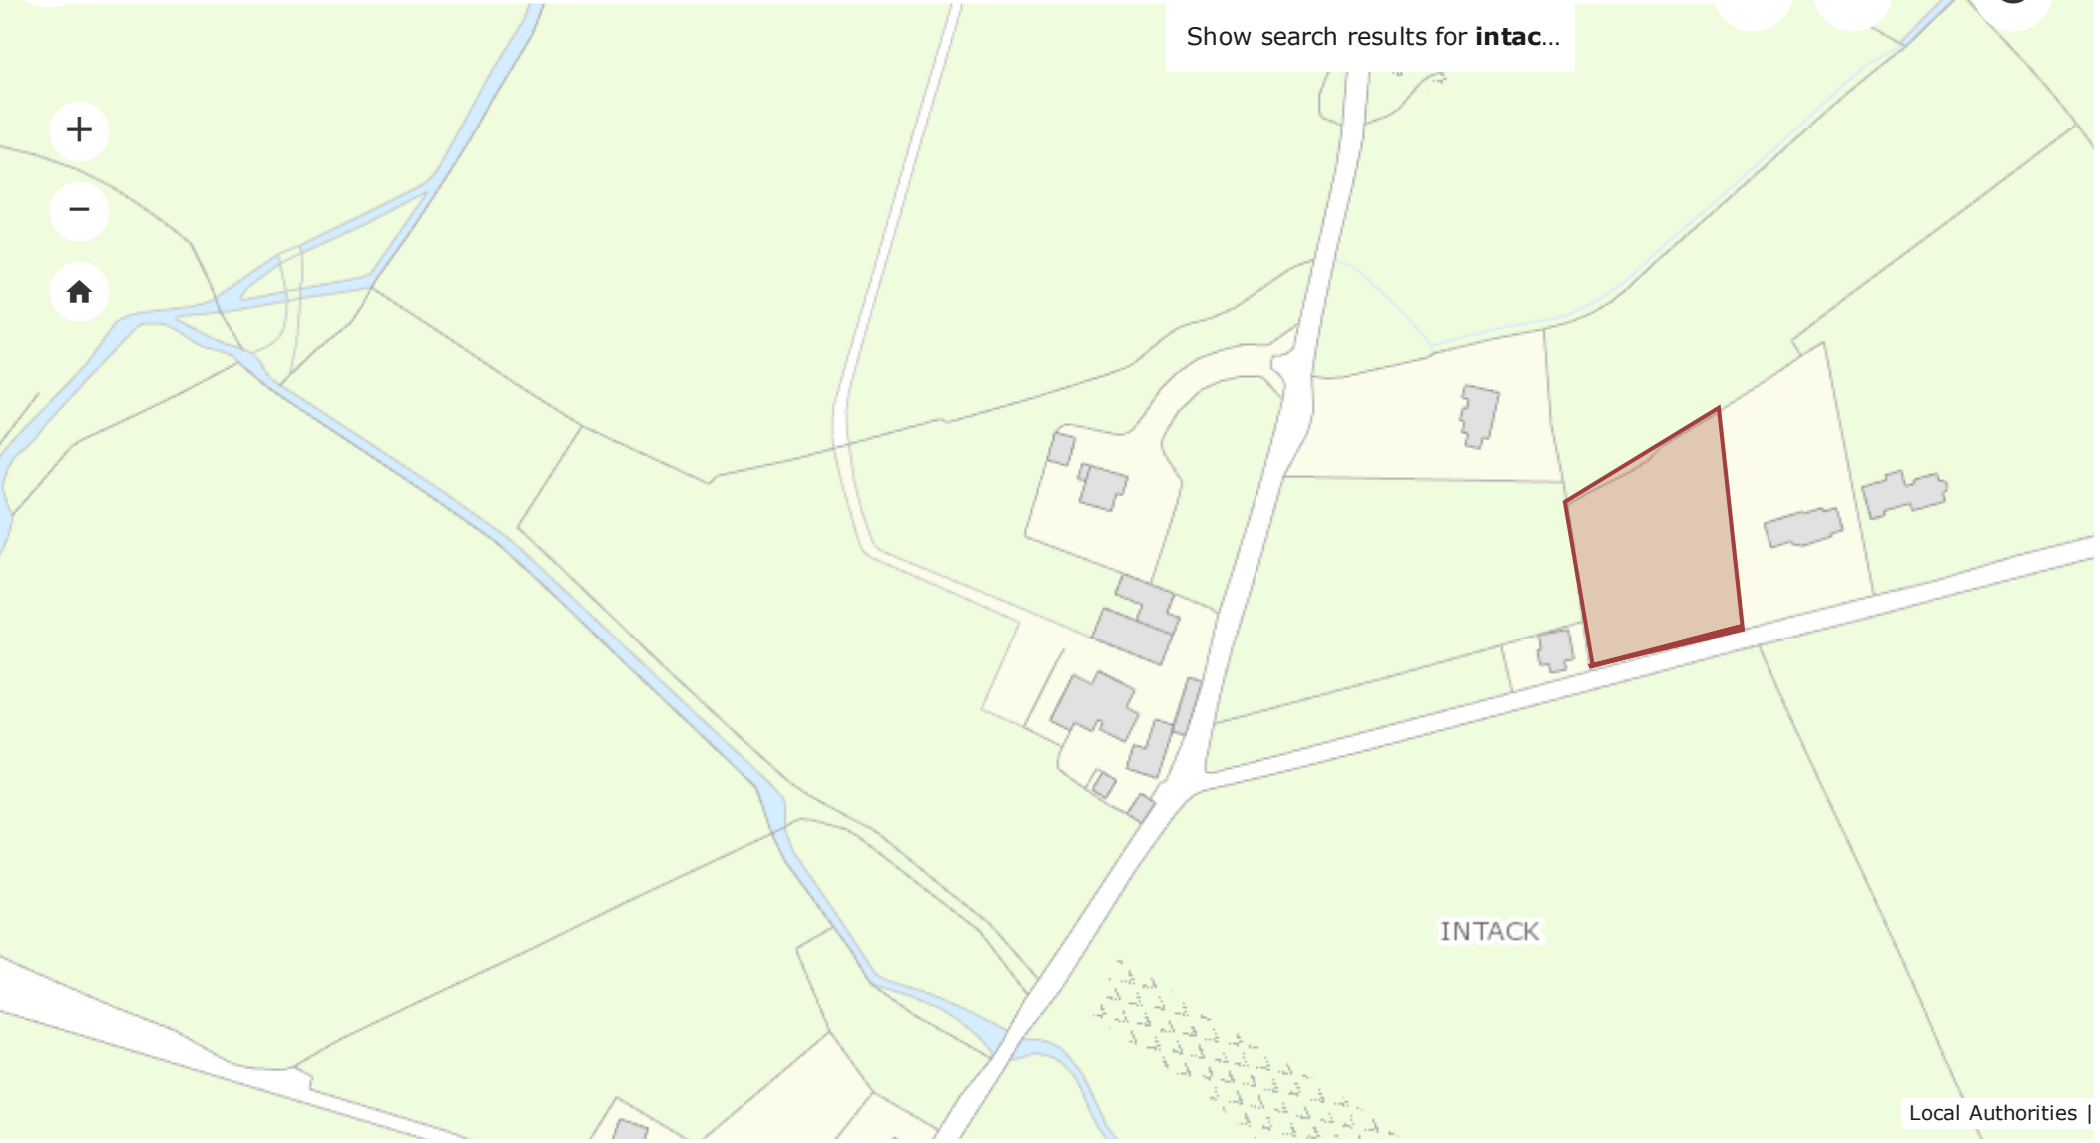 Show search results for intac...
+
−
INTACK
Local Authorities |